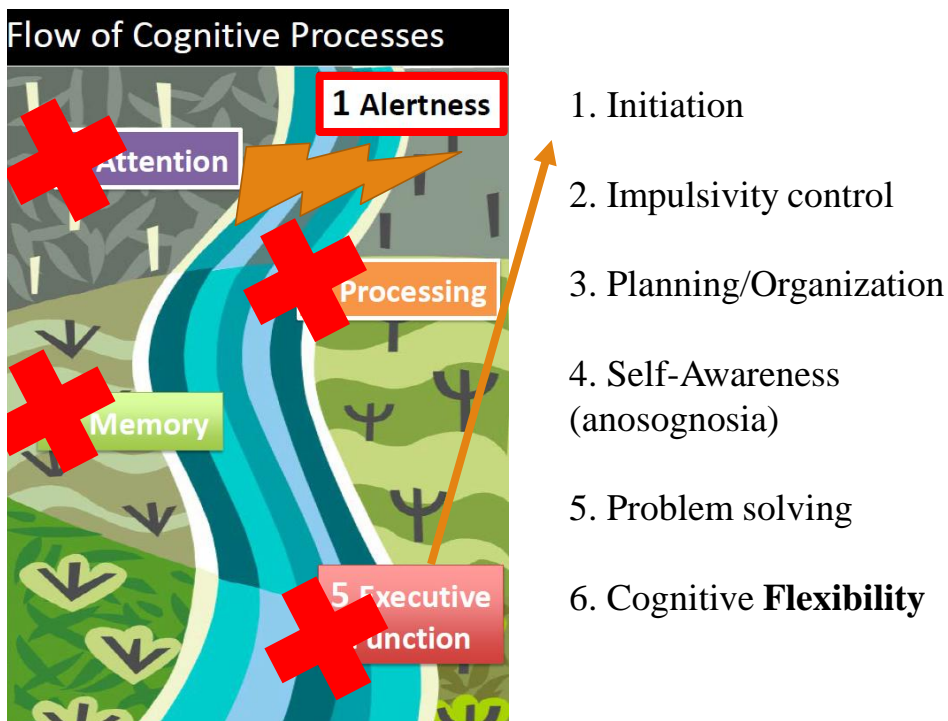 Flow of Cognitive Processes
1 Alertness
Attention
Processing
Memory
5 Executive
Function
1. Initiation
2. Impulsivity control
3. Planning/Organization
4. Self-Awareness
(anosognosia)
5. Problem solving
6. Cognitive Flexibility